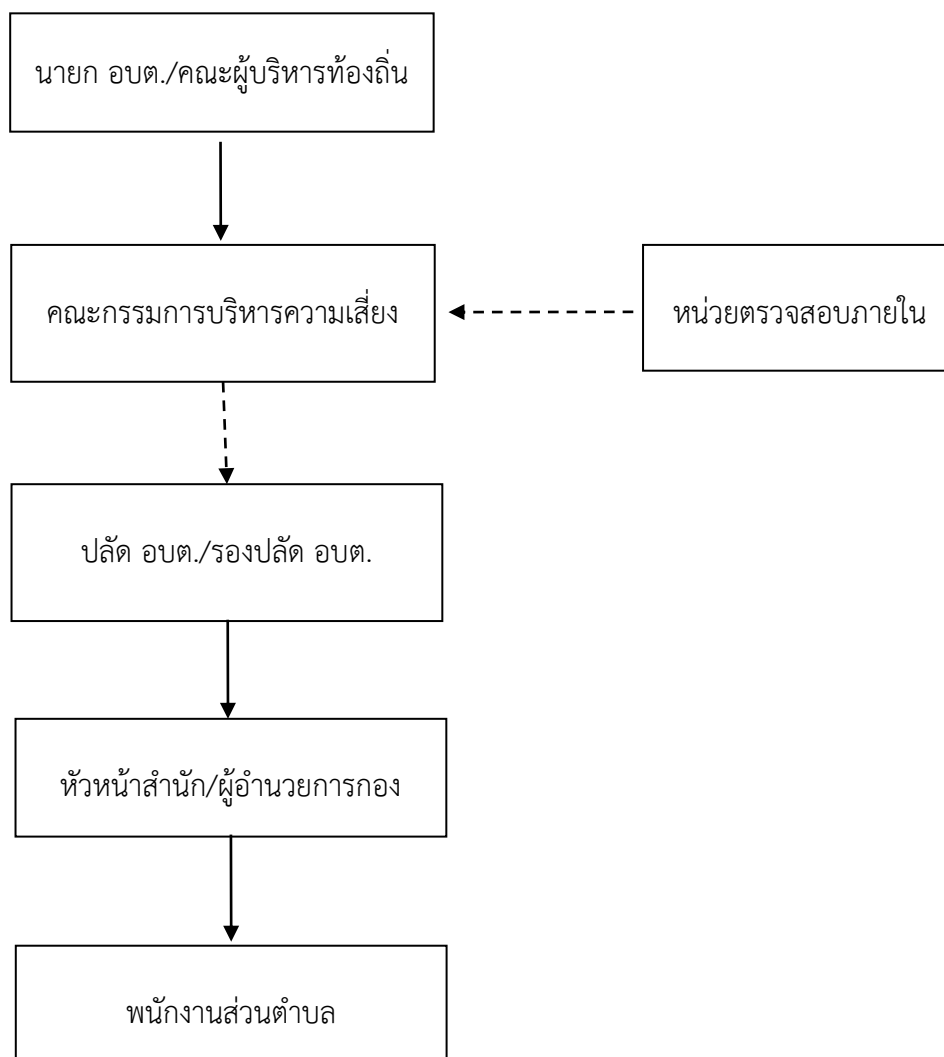 นายก อบต./คณะผู้บริหารท้องถิ่น
คณะกรรมการบริหารความเสี่ยง
หน่วยตรวจสอบภายใน
ปลัด อบต./รองปลัด อบต.
หัวหน้าสำนัก/ผู้อำนวยการกอง
พนักงานส่วนตำบล